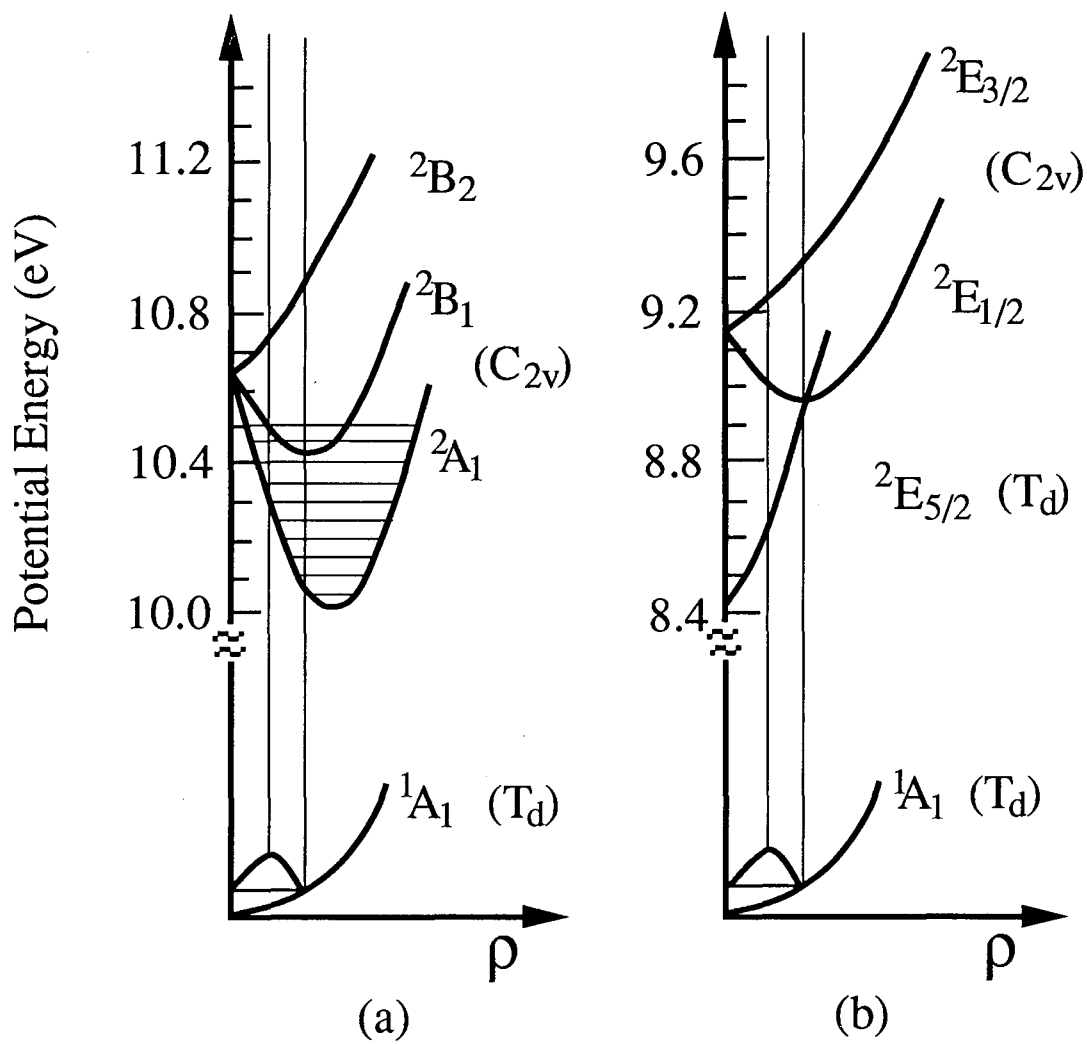 Potential Energy (eV)
11.2
10.8
10.4
10.0
²B₂
²B₁
(C₂ᵥ)
²A₁
¹A₁ (T_d)
ρ
(a)
9.6
9.2
8.8
8.4
²E₃/₂
(C₂ᵥ)
²E₁/₂
²E₅/₂ (T_d)
¹A₁ (T_d)
ρ
(b)